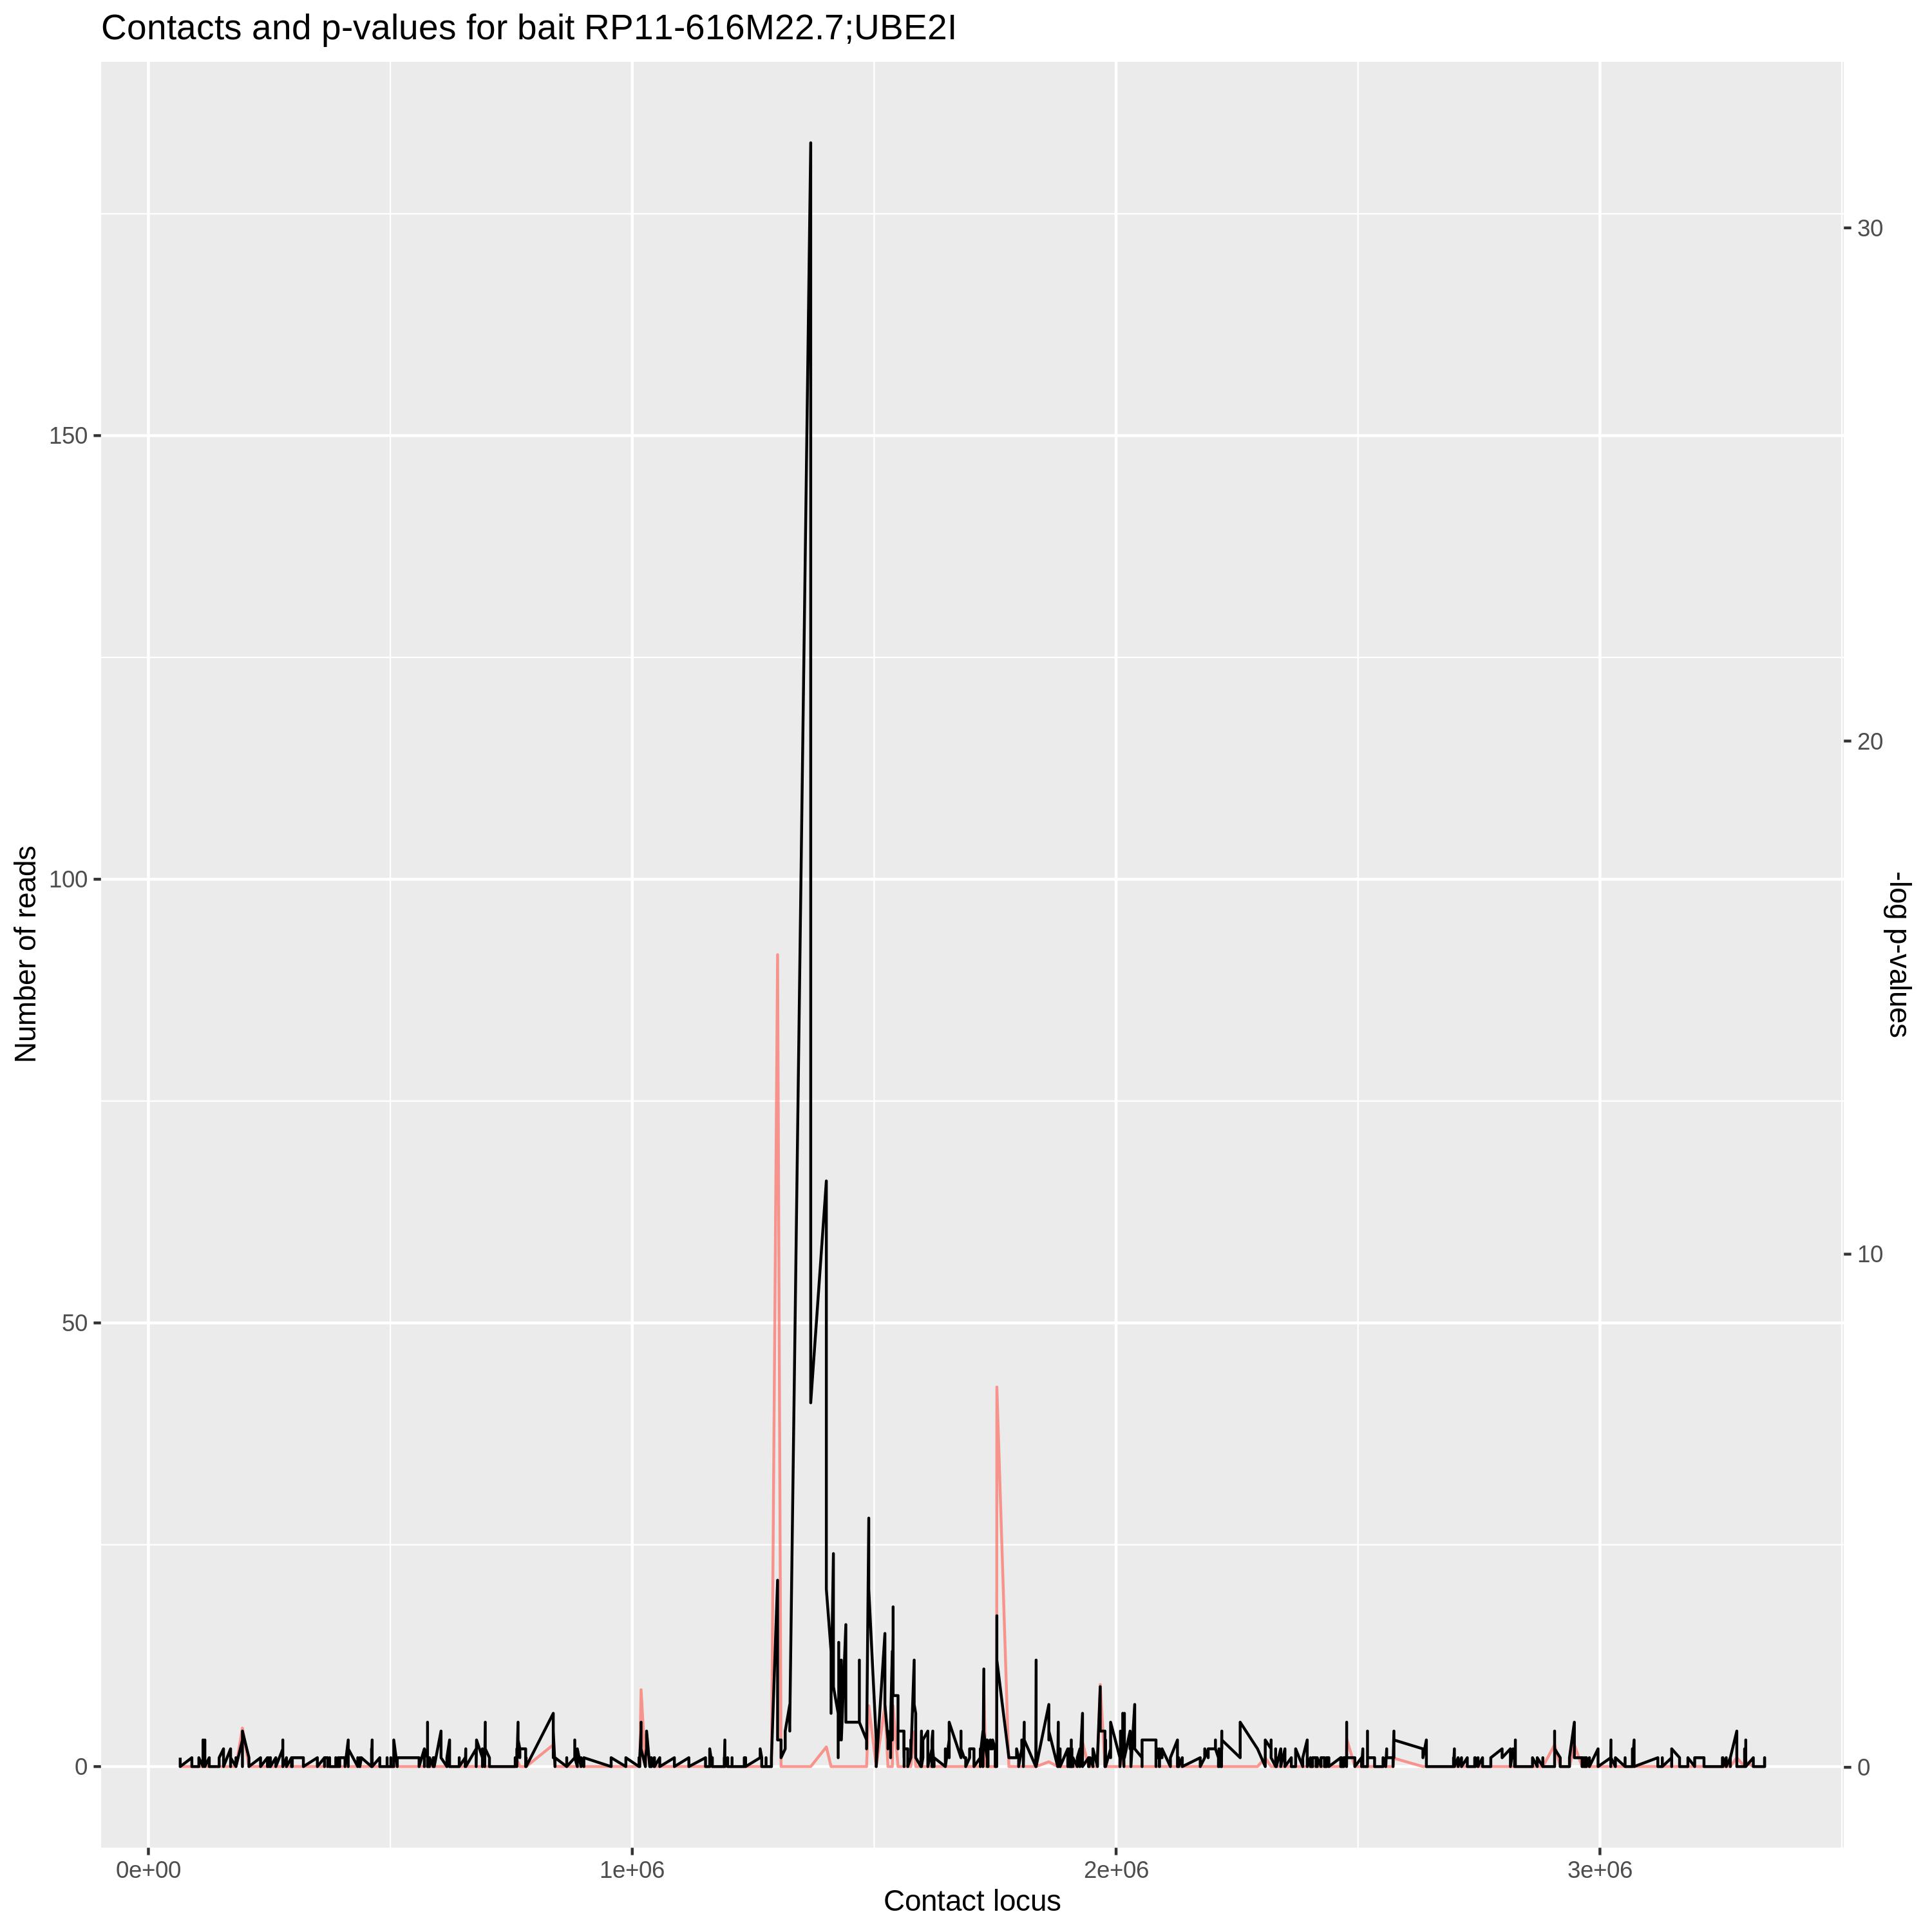 Contacts and p-values for bait RP11-616M22.7;UBE2I
150
100
50
0
Number of reads
30
20
10
0
-log p-values
0e+00 1e+06 2e+06 3e+06
Contact locus